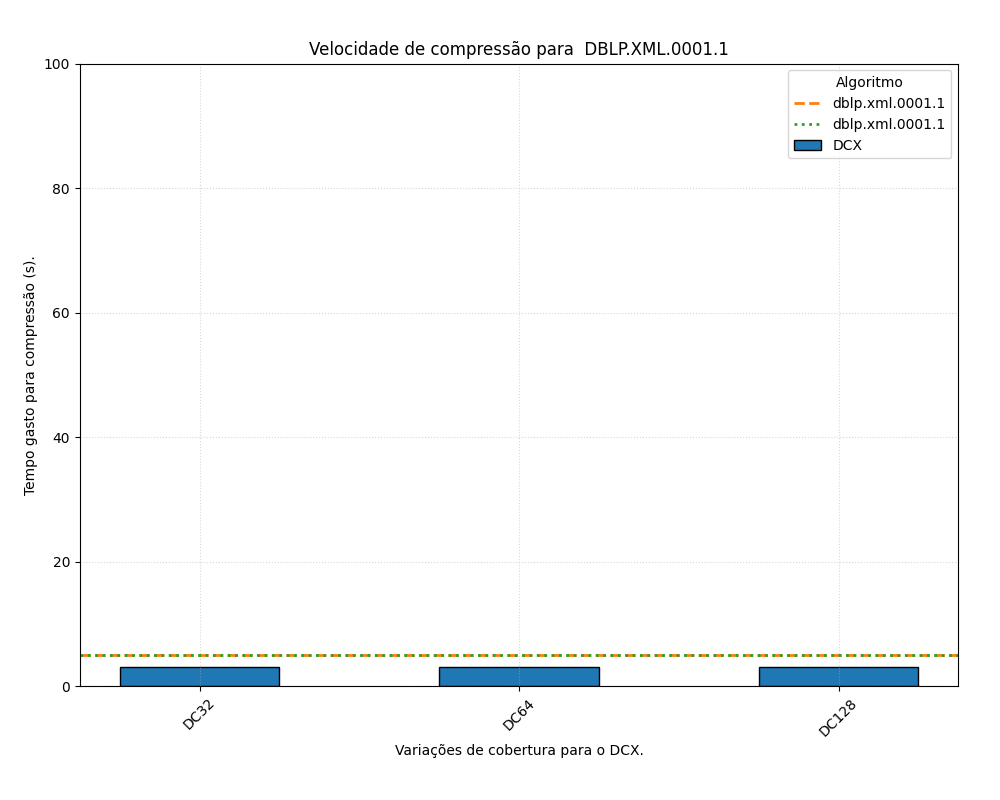 Velocidade de compressão para  DBLP.XML.0001.1
Algoritmo
dblp.xml.0001.1
dblp.xml.0001.1
DCX
Tempo gasto para compressão (s).
100
80
60
40
20
0
DC32
DC64
DC128
Variações de cobertura para o DCX.